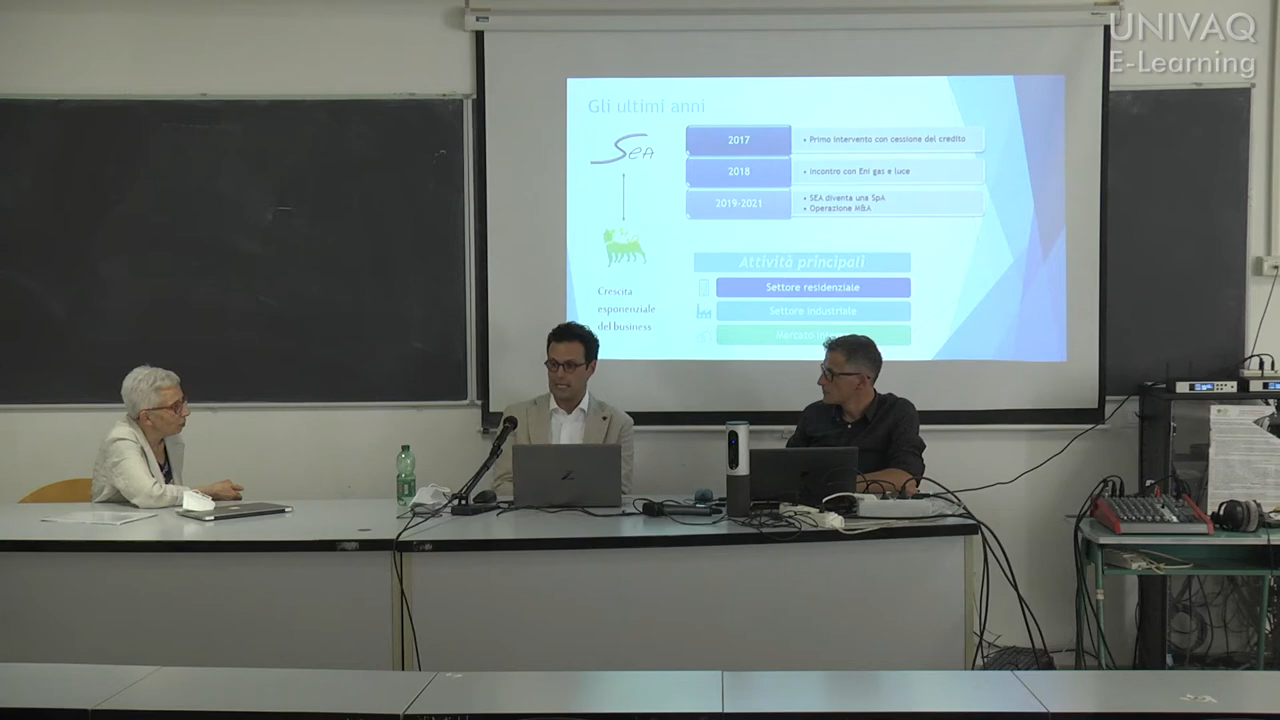 UNIVAQ
E-Learning
Gli ultimi anni
SEA
2017
• Primo intervento con cessione del credito
2018
• Incontro con Eni gas e luce
2019-2021
• SEA diventa una SpA
• Operazione M&A
Crescita
esponenziale
del business
Attività principali
Settore residenziale
Settore industriale
Mercato